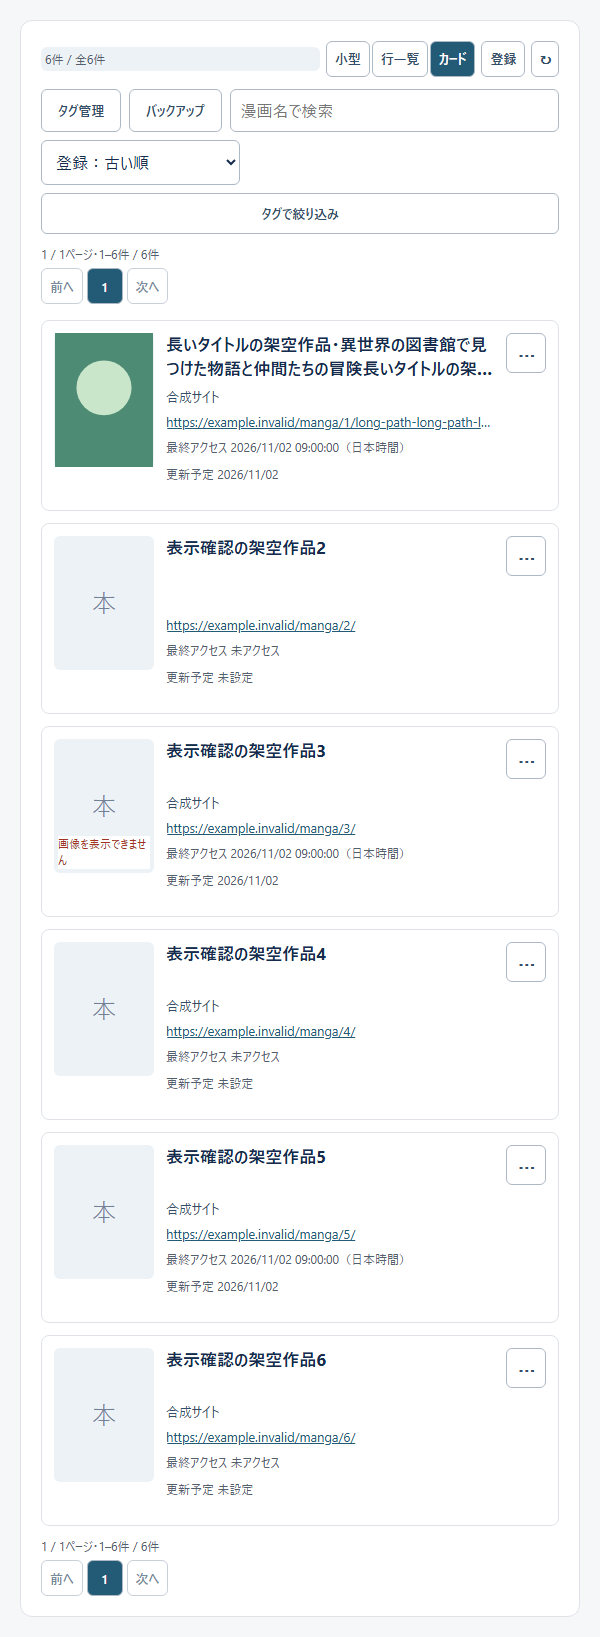 6件 / 全6件
小型
行一覧
カード
登録
↻
タグ管理
バックアップ
漫画名で検索
登録：古い順
タグで絞り込み
1 / 1ページ・1–6件 / 6件
前へ
1
次へ
長いタイトルの架空作品・異世界の図書館で見
つけた物語と仲間たちの冒険長いタイトルの架...
…
合成サイト
https://example.invalid/manga/1/long-path-long-path-l...
最終アクセス 2026/11/02 09:00:00（日本時間）
更新予定 2026/11/02
本
表示確認の架空作品2
…
https://example.invalid/manga/2/
最終アクセス 未アクセス
更新予定 未設定
本
画像を表示できませ
ん
表示確認の架空作品3
…
合成サイト
https://example.invalid/manga/3/
最終アクセス 2026/11/02 09:00:00（日本時間）
更新予定 2026/11/02
本
表示確認の架空作品4
…
合成サイト
https://example.invalid/manga/4/
最終アクセス 未アクセス
更新予定 未設定
本
表示確認の架空作品5
…
合成サイト
https://example.invalid/manga/5/
最終アクセス 2026/11/02 09:00:00（日本時間）
更新予定 2026/11/02
本
表示確認の架空作品6
…
合成サイト
https://example.invalid/manga/6/
最終アクセス 未アクセス
更新予定 未設定
1 / 1ページ・1–6件 / 6件
前へ
1
次へ